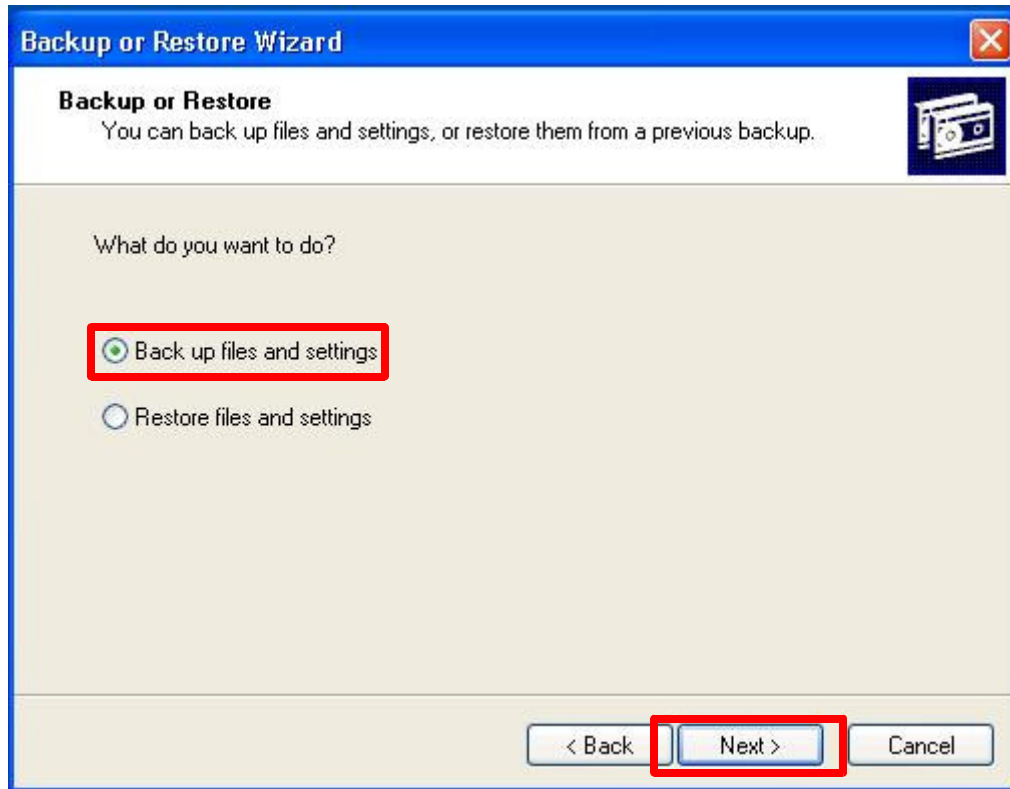 Backup or Restore Wizard
Backup or Restore
You can back up files and settings, or restore them from a previous backup.
What do you want to do?
Back up files and settings
Restore files and settings
< Back Next > Cancel